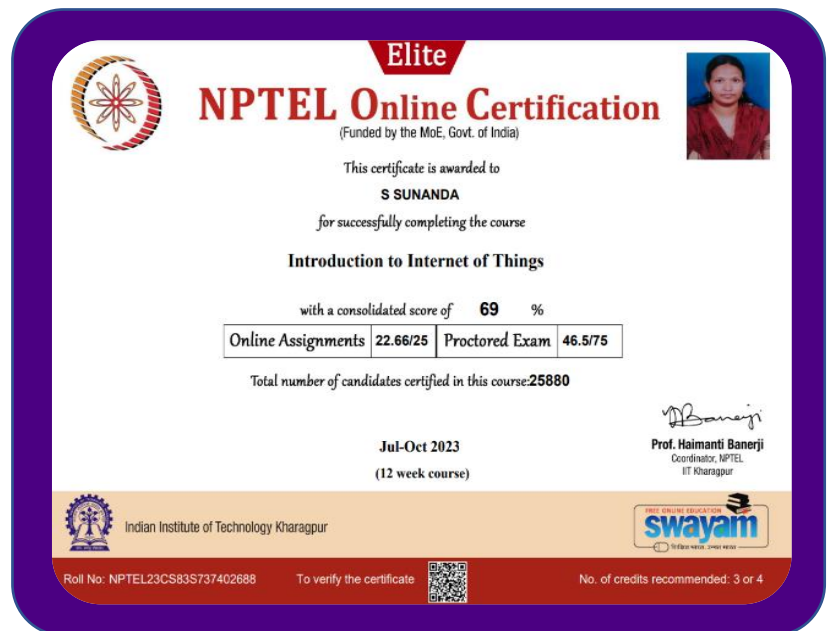 Elite
NPTEL Online Certification
(Funded by the MoE, Govt. of India)
This certificate is awarded to
S SUNANDA
for successfully completing the course
Introduction to Internet of Things
with a consolidated score of 69 %
Online Assignments 22.66/25 Proctored Exam 46.5/75
Total number of candidates certified in this course:25880
Jul-Oct 2023
(12 week course)
Prof. Haimanti Banerji
Coordinator, NPTEL
IIT Kharagpur
Indian Institute of Technology Kharagpur
FREE ONLINE EDUCATION
swayam
Roll No: NPTEL23CS83S737402688 To verify the certificate No. of credits recommended: 3 or 4